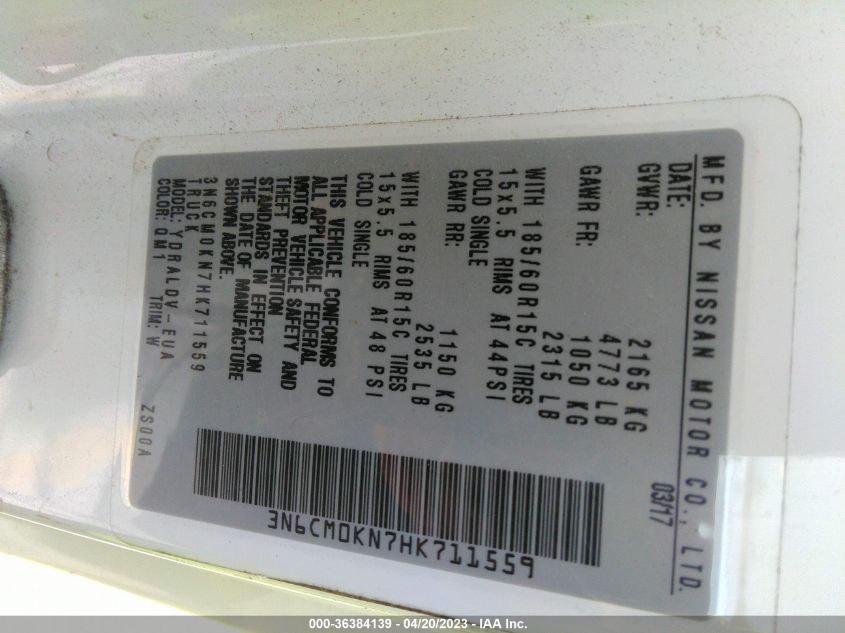 MFD. BY NISSAN MOTOR CO., LTD.
DATE: 03/17
GVWR: 2165 KG
4773 LB
GAWR FR: 1050 KG
2315 LB
WITH 185/60R15C TIRES
15x5.5 RIMS AT 44PSI
COLD SINGLE
GAWR RR: 1150 KG
2535 LB
WITH 185/60R15C TIRES
15x5.5 RIMS AT 48 PSI
COLD SINGLE
THIS VEHICLE CONFORMS TO
ALL APPLICABLE FEDERAL
MOTOR VEHICLE SAFETY AND
THEFT PREVENTION
STANDARDS IN EFFECT ON
THE DATE OF MANUFACTURE
SHOWN ABOVE.
3N6CM0KN7HK711559
TRUCK
MODEL: YDRALDV-EUA
COLOR: QM1 TRIM: W ZS00A
3N6CM0KN7HK711559
000-36384139 - 04/20/2023 - IAA Inc.